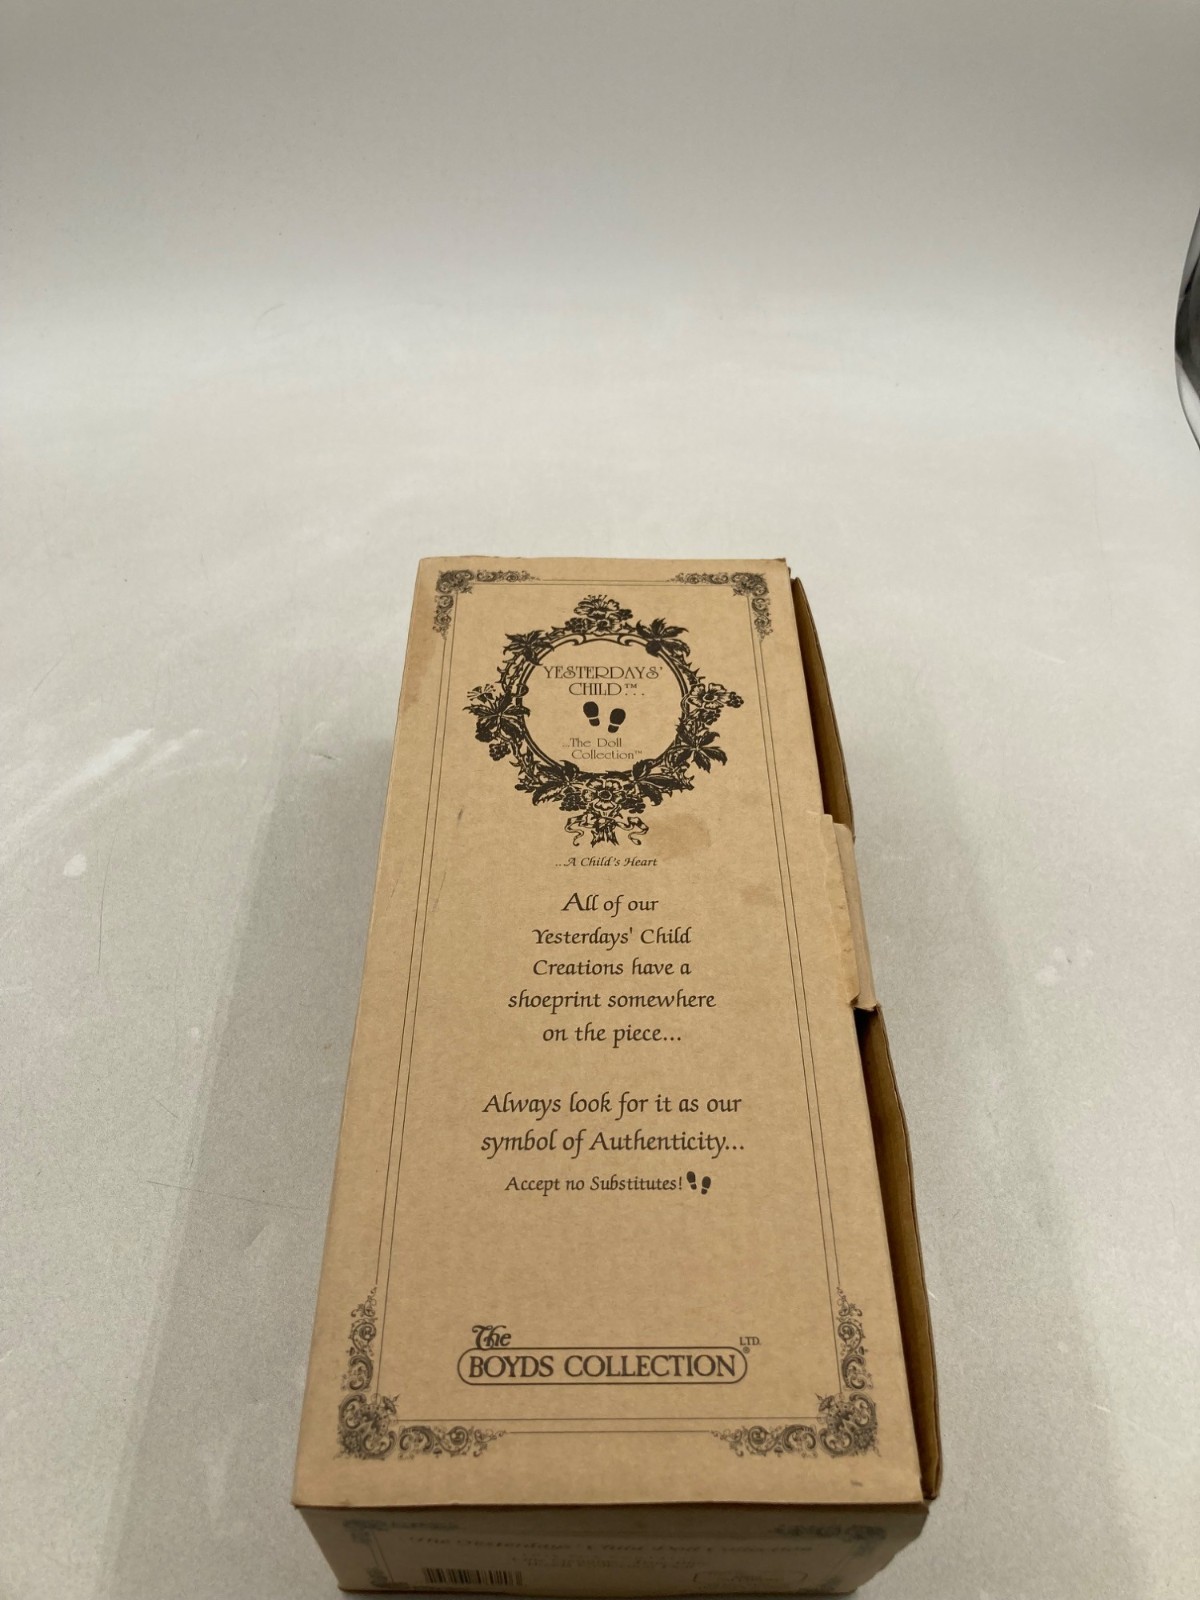 YESTERDAYS'
CHILD™...
...The Doll
Collection™
...A Child's Heart
All of our
Yesterdays' Child
Creations have a
shoeprint somewhere
on the piece...
Always look for it as our
symbol of Authenticity...
Accept no Substitutes!
The
BOYDS COLLECTION LTD.®